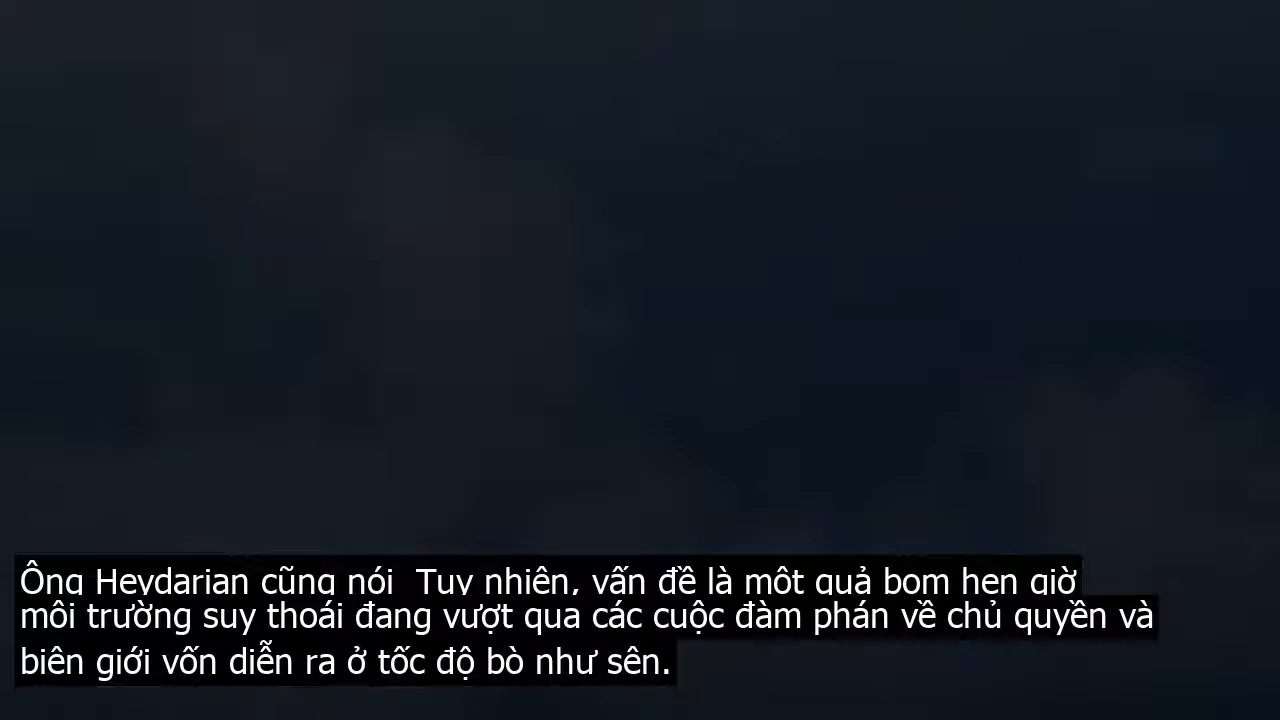 Ông Heydarian cũng nói  Tuy nhiên, vấn đề là một quả bom hẹn giờ
môi trường suy thoái đang vượt qua các cuộc đàm phán về chủ quyền và
biên giới vốn diễn ra ở tốc độ bò như sên.